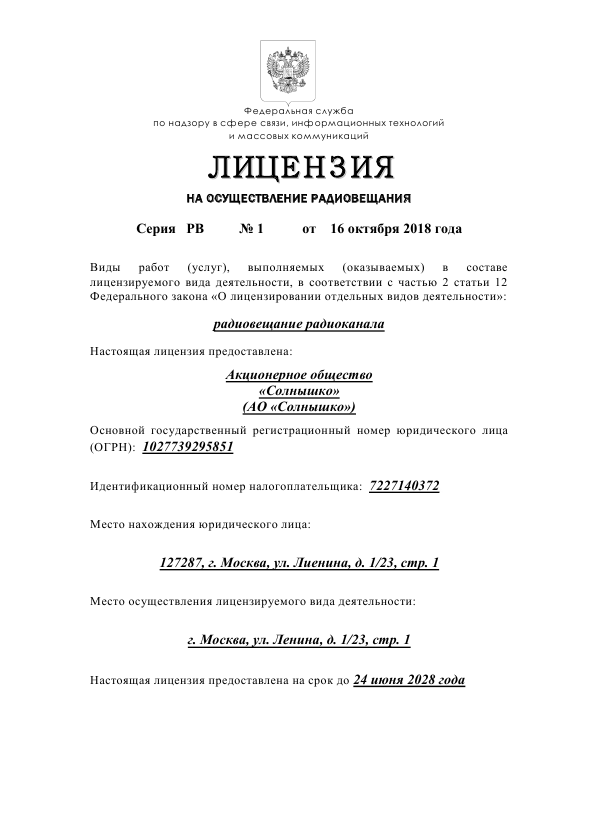 Федеральная служба
по надзору в сфере связи, информационных технологий
и массовых коммуникаций
ЛИЦЕНЗИЯ
НА ОСУЩЕСТВЛЕНИЕ РАДИОВЕЩАНИЯ
Серия РВ № 1 от 16 октября 2018 года
Виды работ (услуг), выполняемых (оказываемых) в составе
лицензируемого вида деятельности, в соответствии с частью 2 статьи 12
Федерального закона «О лицензировании отдельных видов деятельности»:
радиовещание радиоканала
Настоящая лицензия предоставлена:
Акционерное общество
«Солнышко»
(АО «Солнышко»)
Основной государственный регистрационный номер юридического лица
(ОГРН): 1027739295851
Идентификационный номер налогоплательщика: 7227140372
Место нахождения юридического лица:
127287, г. Москва, ул. Лиенина, д. 1/23, стр. 1
Место осуществления лицензируемого вида деятельности:
г. Москва, ул. Ленина, д. 1/23, стр. 1
Настоящая лицензия предоставлена на срок до 24 июня 2028 года